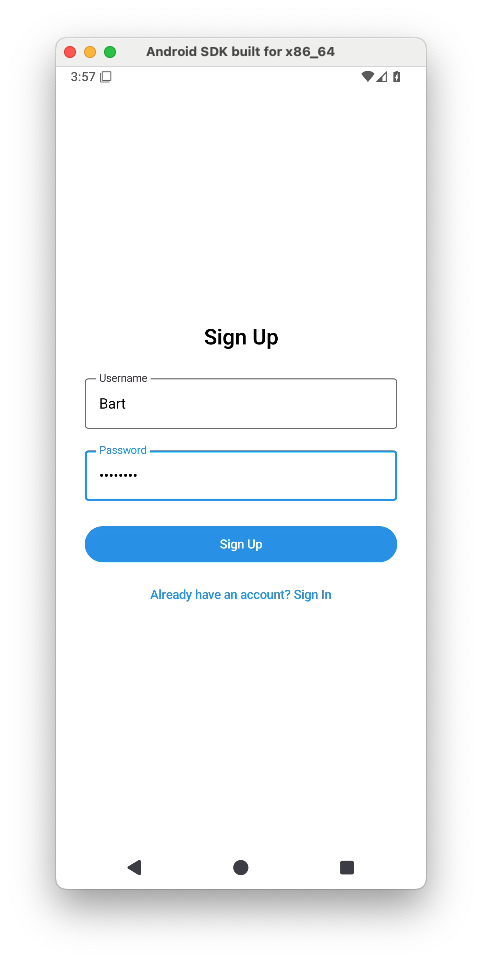 Android SDK built for x86_64
3:57
Sign Up
Username
Bart
Password
••••••••
Sign Up
Already have an account? Sign In